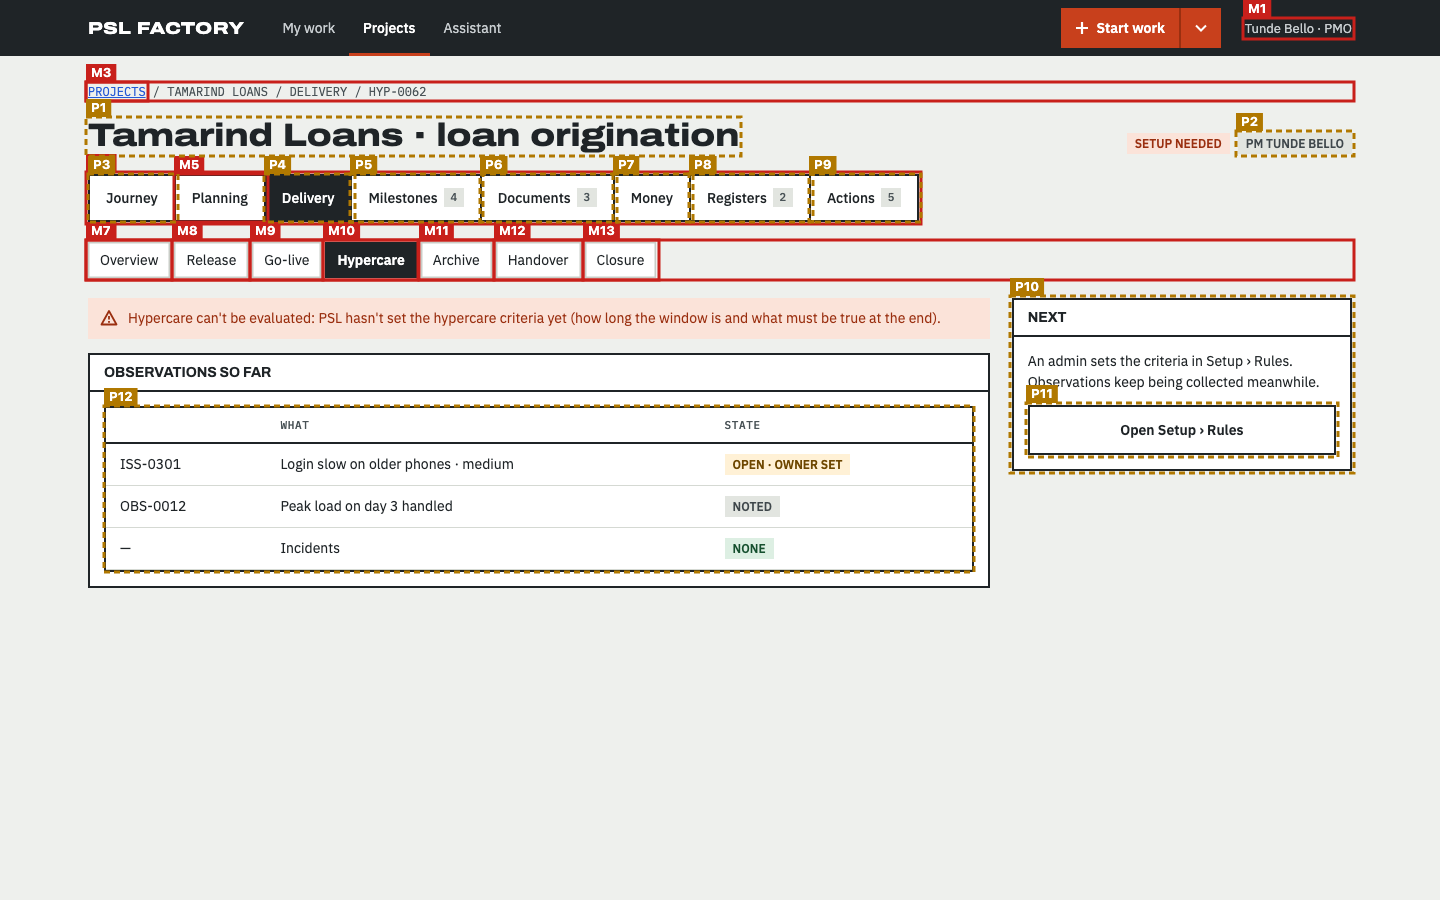 PSL FACTORY My work Projects Assistant + Start work M1 Tunde Bello · PMO
M3
PROJECTS / TAMARIND LOANS / DELIVERY / HYP-0062
P1
Tamarind Loans · loan origination
SETUP NEEDED P2 PM TUNDE BELLO
P3 M5 P4 P5 P6 P7 P8 P9
Journey Planning Delivery Milestones 4 Documents 3 Money Registers 2 Actions 5
M7 M8 M9 M10 M11 M12 M13
Overview Release Go-live Hypercare Archive Handover Closure
Hypercare can't be evaluated: PSL hasn't set the hypercare criteria yet (how long the window is and what must be true at the end).
OBSERVATIONS SO FAR
P12
WHAT STATE
ISS-0301 Login slow on older phones · medium OPEN · OWNER SET
OBS-0012 Peak load on day 3 handled NOTED
— Incidents NONE
P10
NEXT
An admin sets the criteria in Setup › Rules.
Observations keep being collected meanwhile.
P11
Open Setup › Rules